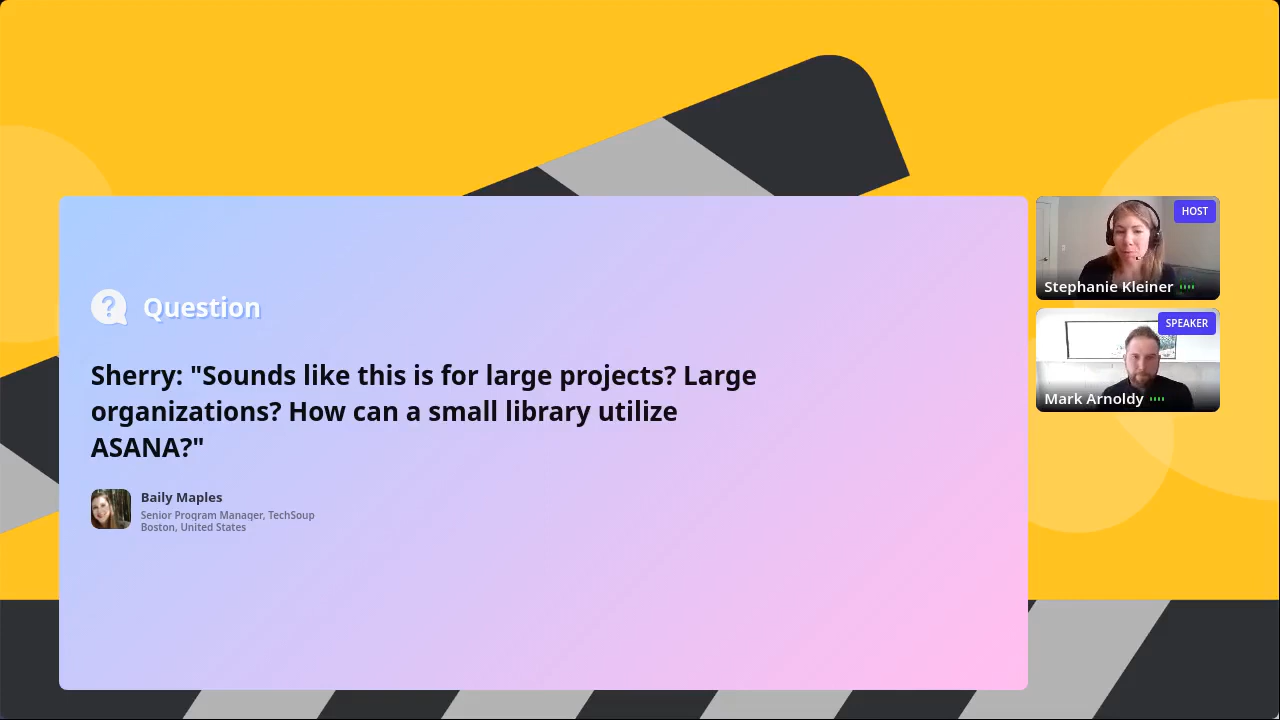 Question
Sherry: "Sounds like this is for large projects? Large
organizations? How can a small library utilize
ASANA?"
Baily Maples
Senior Program Manager, TechSoup
Boston, United States
HOST
Stephanie Kleiner
SPEAKER
Mark Arnoldy